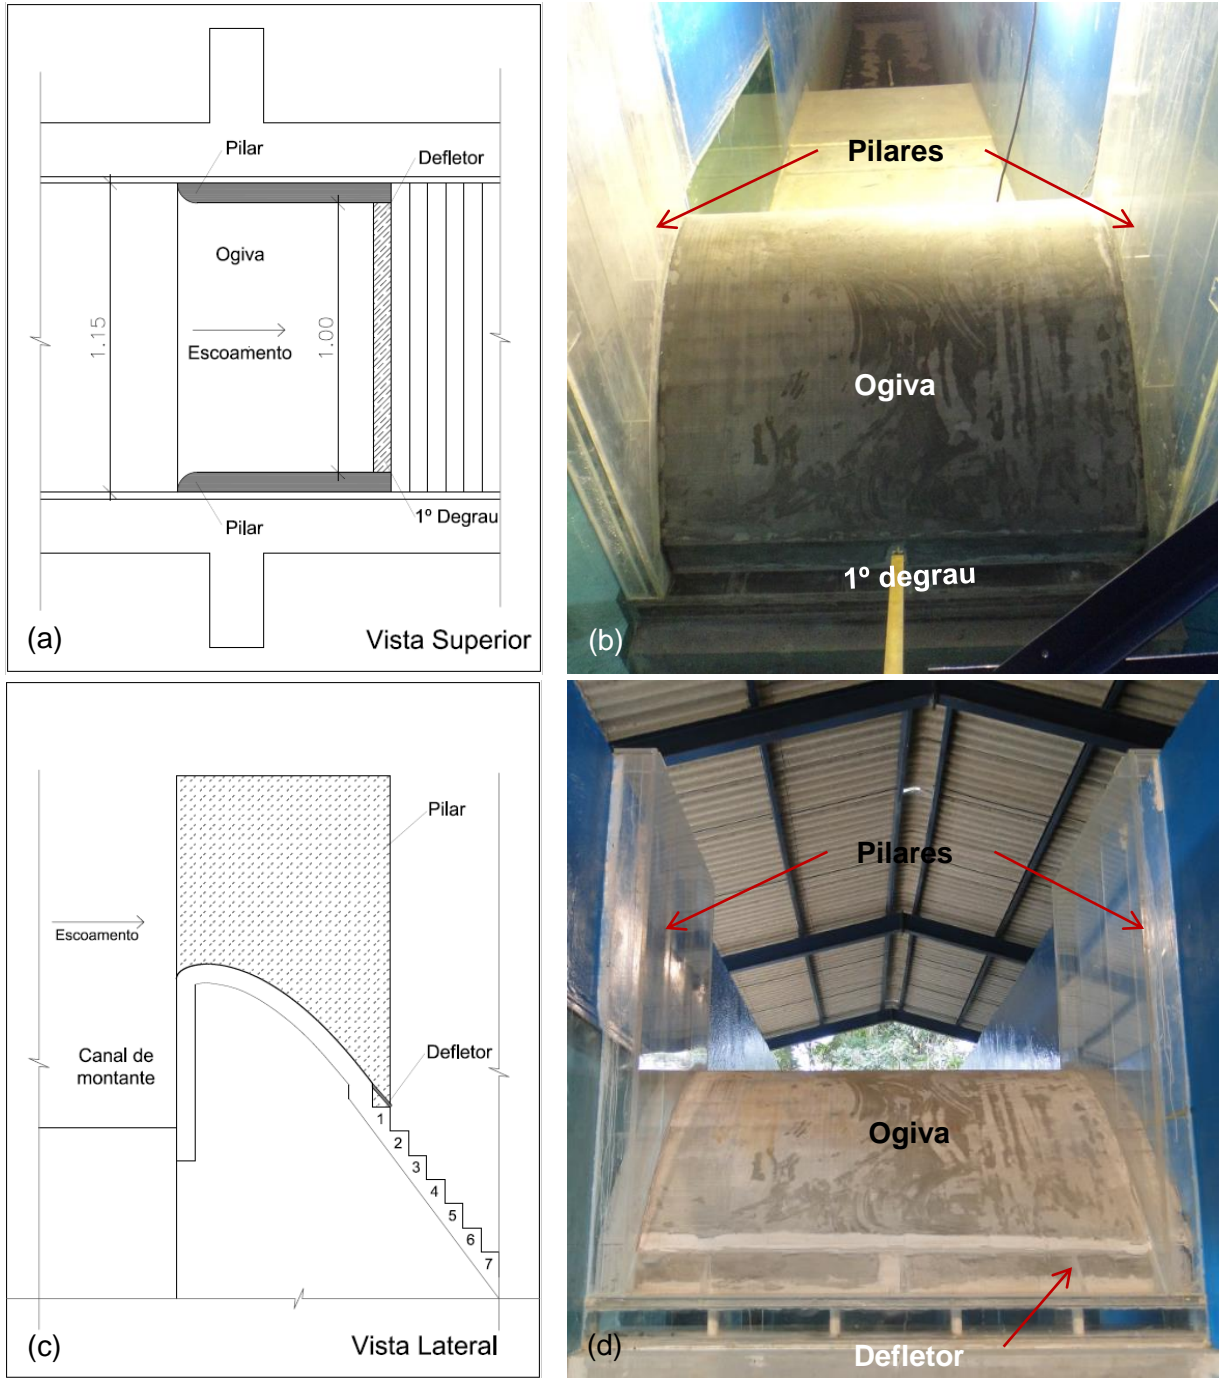 Pilar
Defletor
Ogiva
1.15
1.00
Escoamento
Pilar
1º Degrau
(a)
Vista Superior
Pilares
Ogiva
1º degrau
(b)
Pilar
Escoamento
Canal de
montante
Defletor
1
2
3
4
5
6
7
(c)
Vista Lateral
Pilares
Ogiva
(d)
Defletor